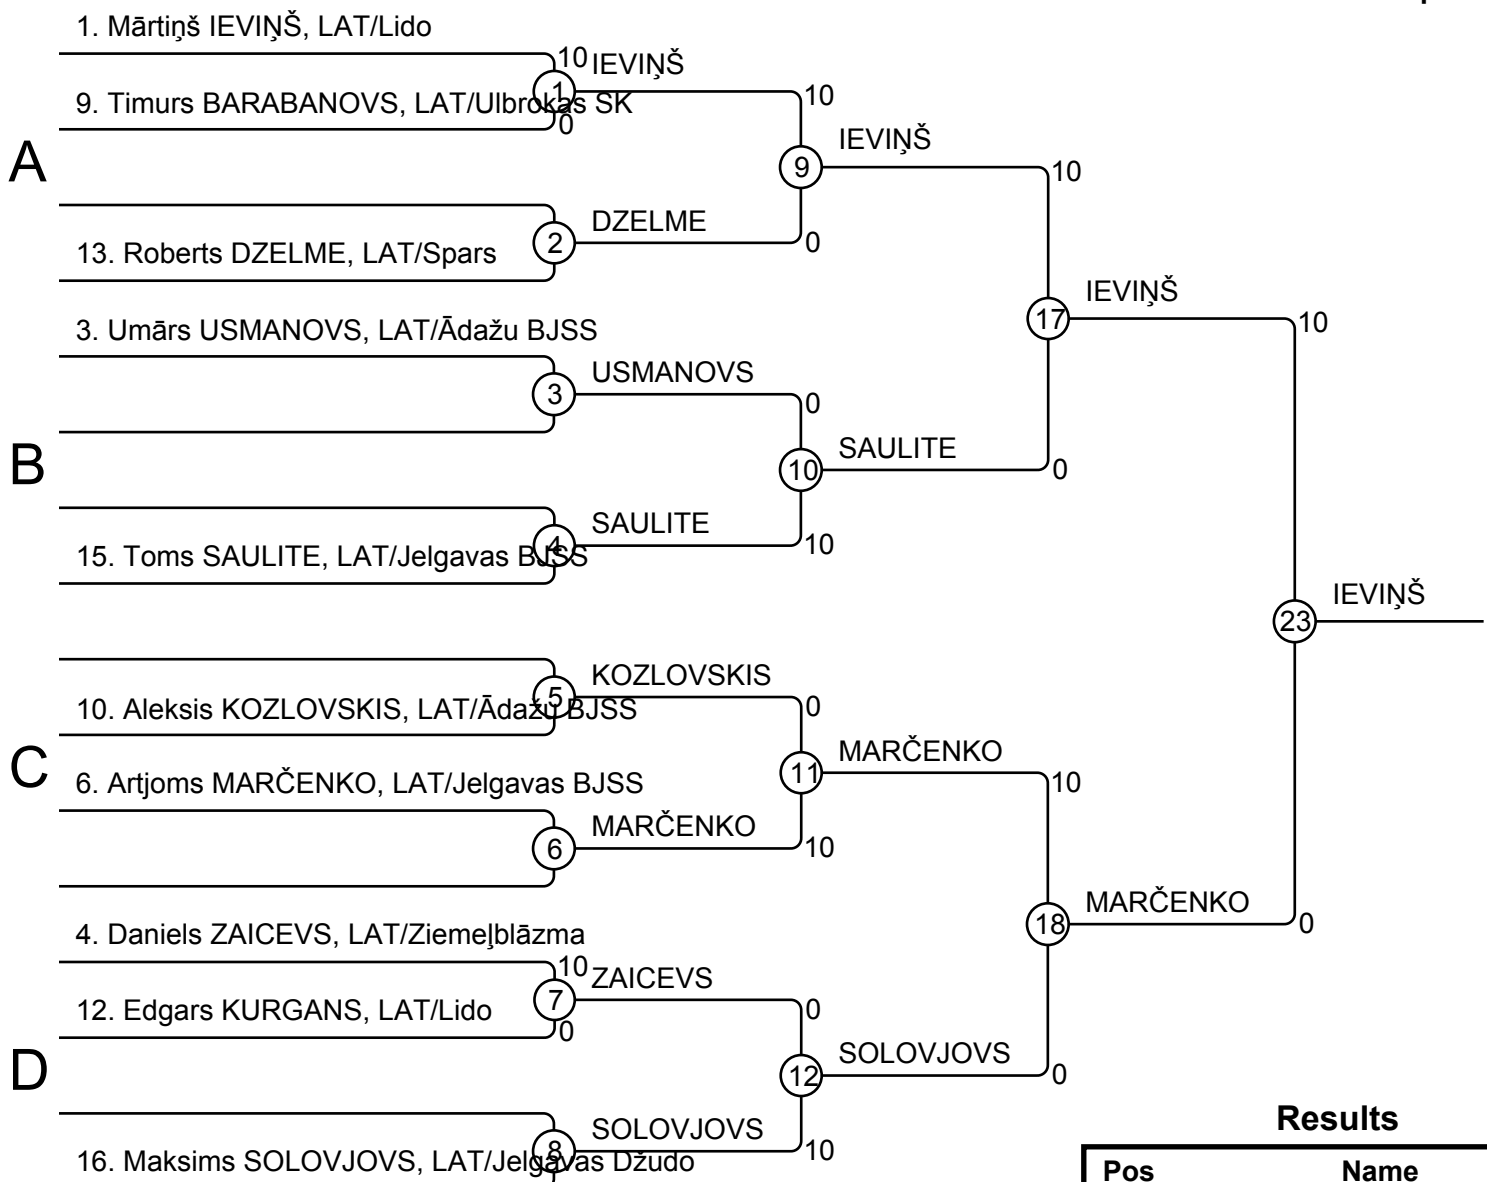 1. Mārtiņš IEVIŅŠ, LAT/Lido
10
IEVIŅŠ
1
9. Timurs BARABANOVS, LAT/Ulbrokas SK
0
10
IEVIŅŠ
A
9
10
DZELME
13. Roberts DZELME, LAT/Spars
2
0
3. Umārs USMANOVS, LAT/Ādažu BJSS
IEVIŅŠ
17
10
USMANOVS
3
0
B
SAULITE
10
0
SAULITE
4
10
15. Toms SAULITE, LAT/Jelgavas BJSS
IEVIŅŠ
23
KOZLOVSKIS
5
10. Aleksis KOZLOVSKIS, LAT/Ādažu BJSS
0
C
MARČENKO
11
10
6. Artjoms MARČENKO, LAT/Jelgavas BJSS
MARČENKO
6
10
4. Daniels ZAICEVS, LAT/Ziemeļblāzma
MARČENKO
18
0
10
ZAICEVS
12. Edgars KURGANS, LAT/Lido
7
0
0
D
SOLOVJOVS
12
0
SOLOVJOVS
8
10
16. Maksims SOLOVJOVS, LAT/Jelgavas Džudo
Results
Pos Name